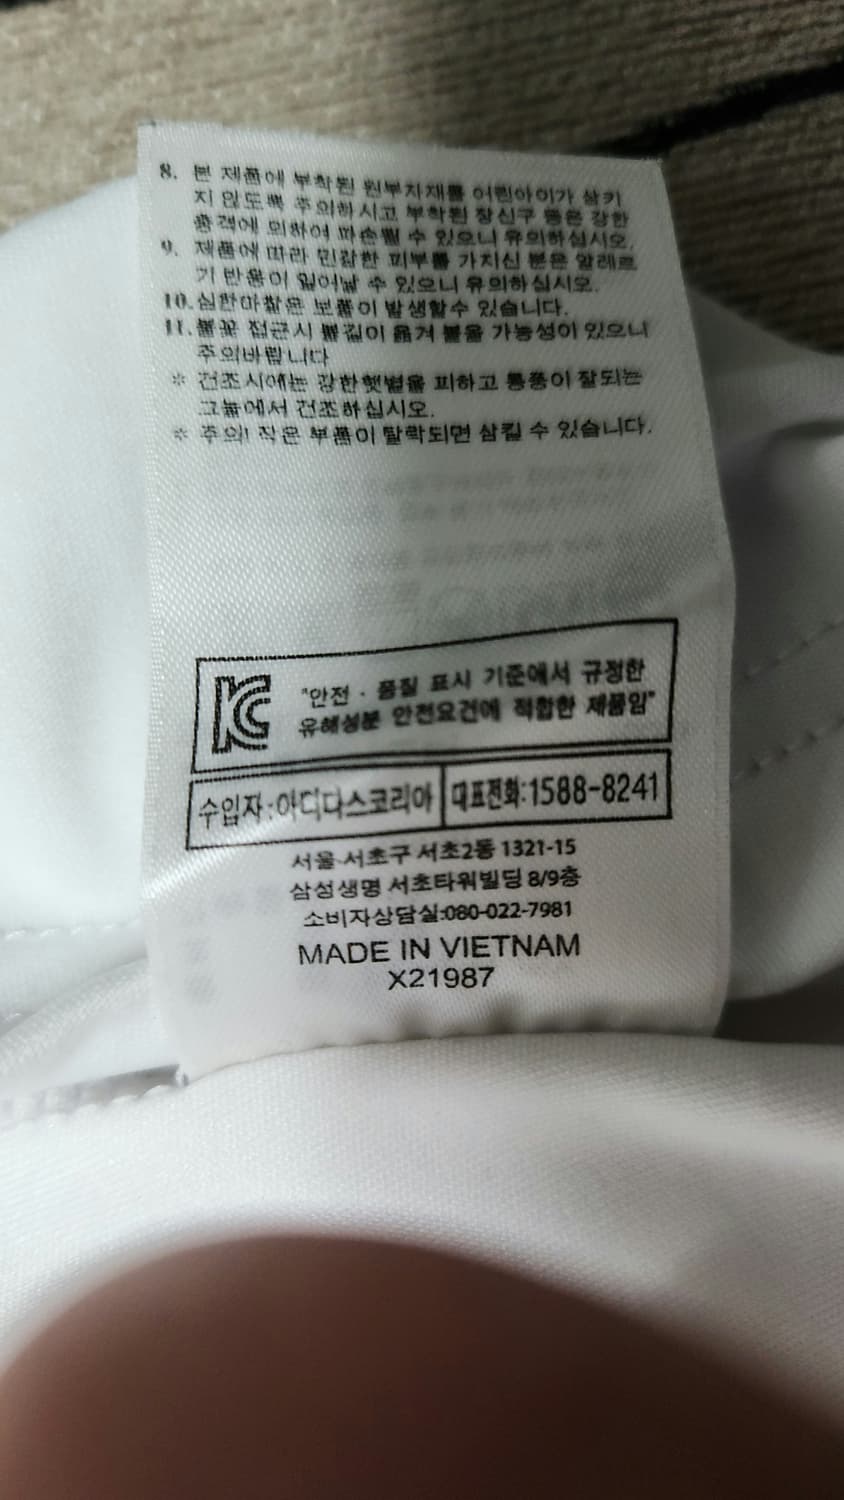 8. 본 제품에 부착된 원부자재를 어린아이가 삼키
지 않도록 주의하시고 부착된 장신구 등은 강한
충격에 의하여 파손될 수 있으니 유의하십시오.
9. 제품에 따라 민감한 피부를 가지신 분은 알레르
기 반응이 일어날 수 있으니 유의하십시오.
10. 심한마찰은 보풀이 발생할수 있습니다.
11. 불꽃 접근시 불길이 옮겨 붙을 가능성이 있으니
주의바랍니다
※ 건조시에는 강한햇볕을 피하고 통풍이 잘되는
그늘에서 건조하십시오.
※ 주의! 작은 부품이 탈락되면 삼킬 수 있습니다.
KC "안전 · 품질 표시 기준에서 규정한
유해성분 안전요건에 적합한 제품임"
수입자:아디다스코리아 대표전화:1588-8241
서울 서초구 서초2동 1321-15
삼성생명 서초타워빌딩 8/9층
소비자상담실:080-022-7981
MADE IN VIETNAM
X21987